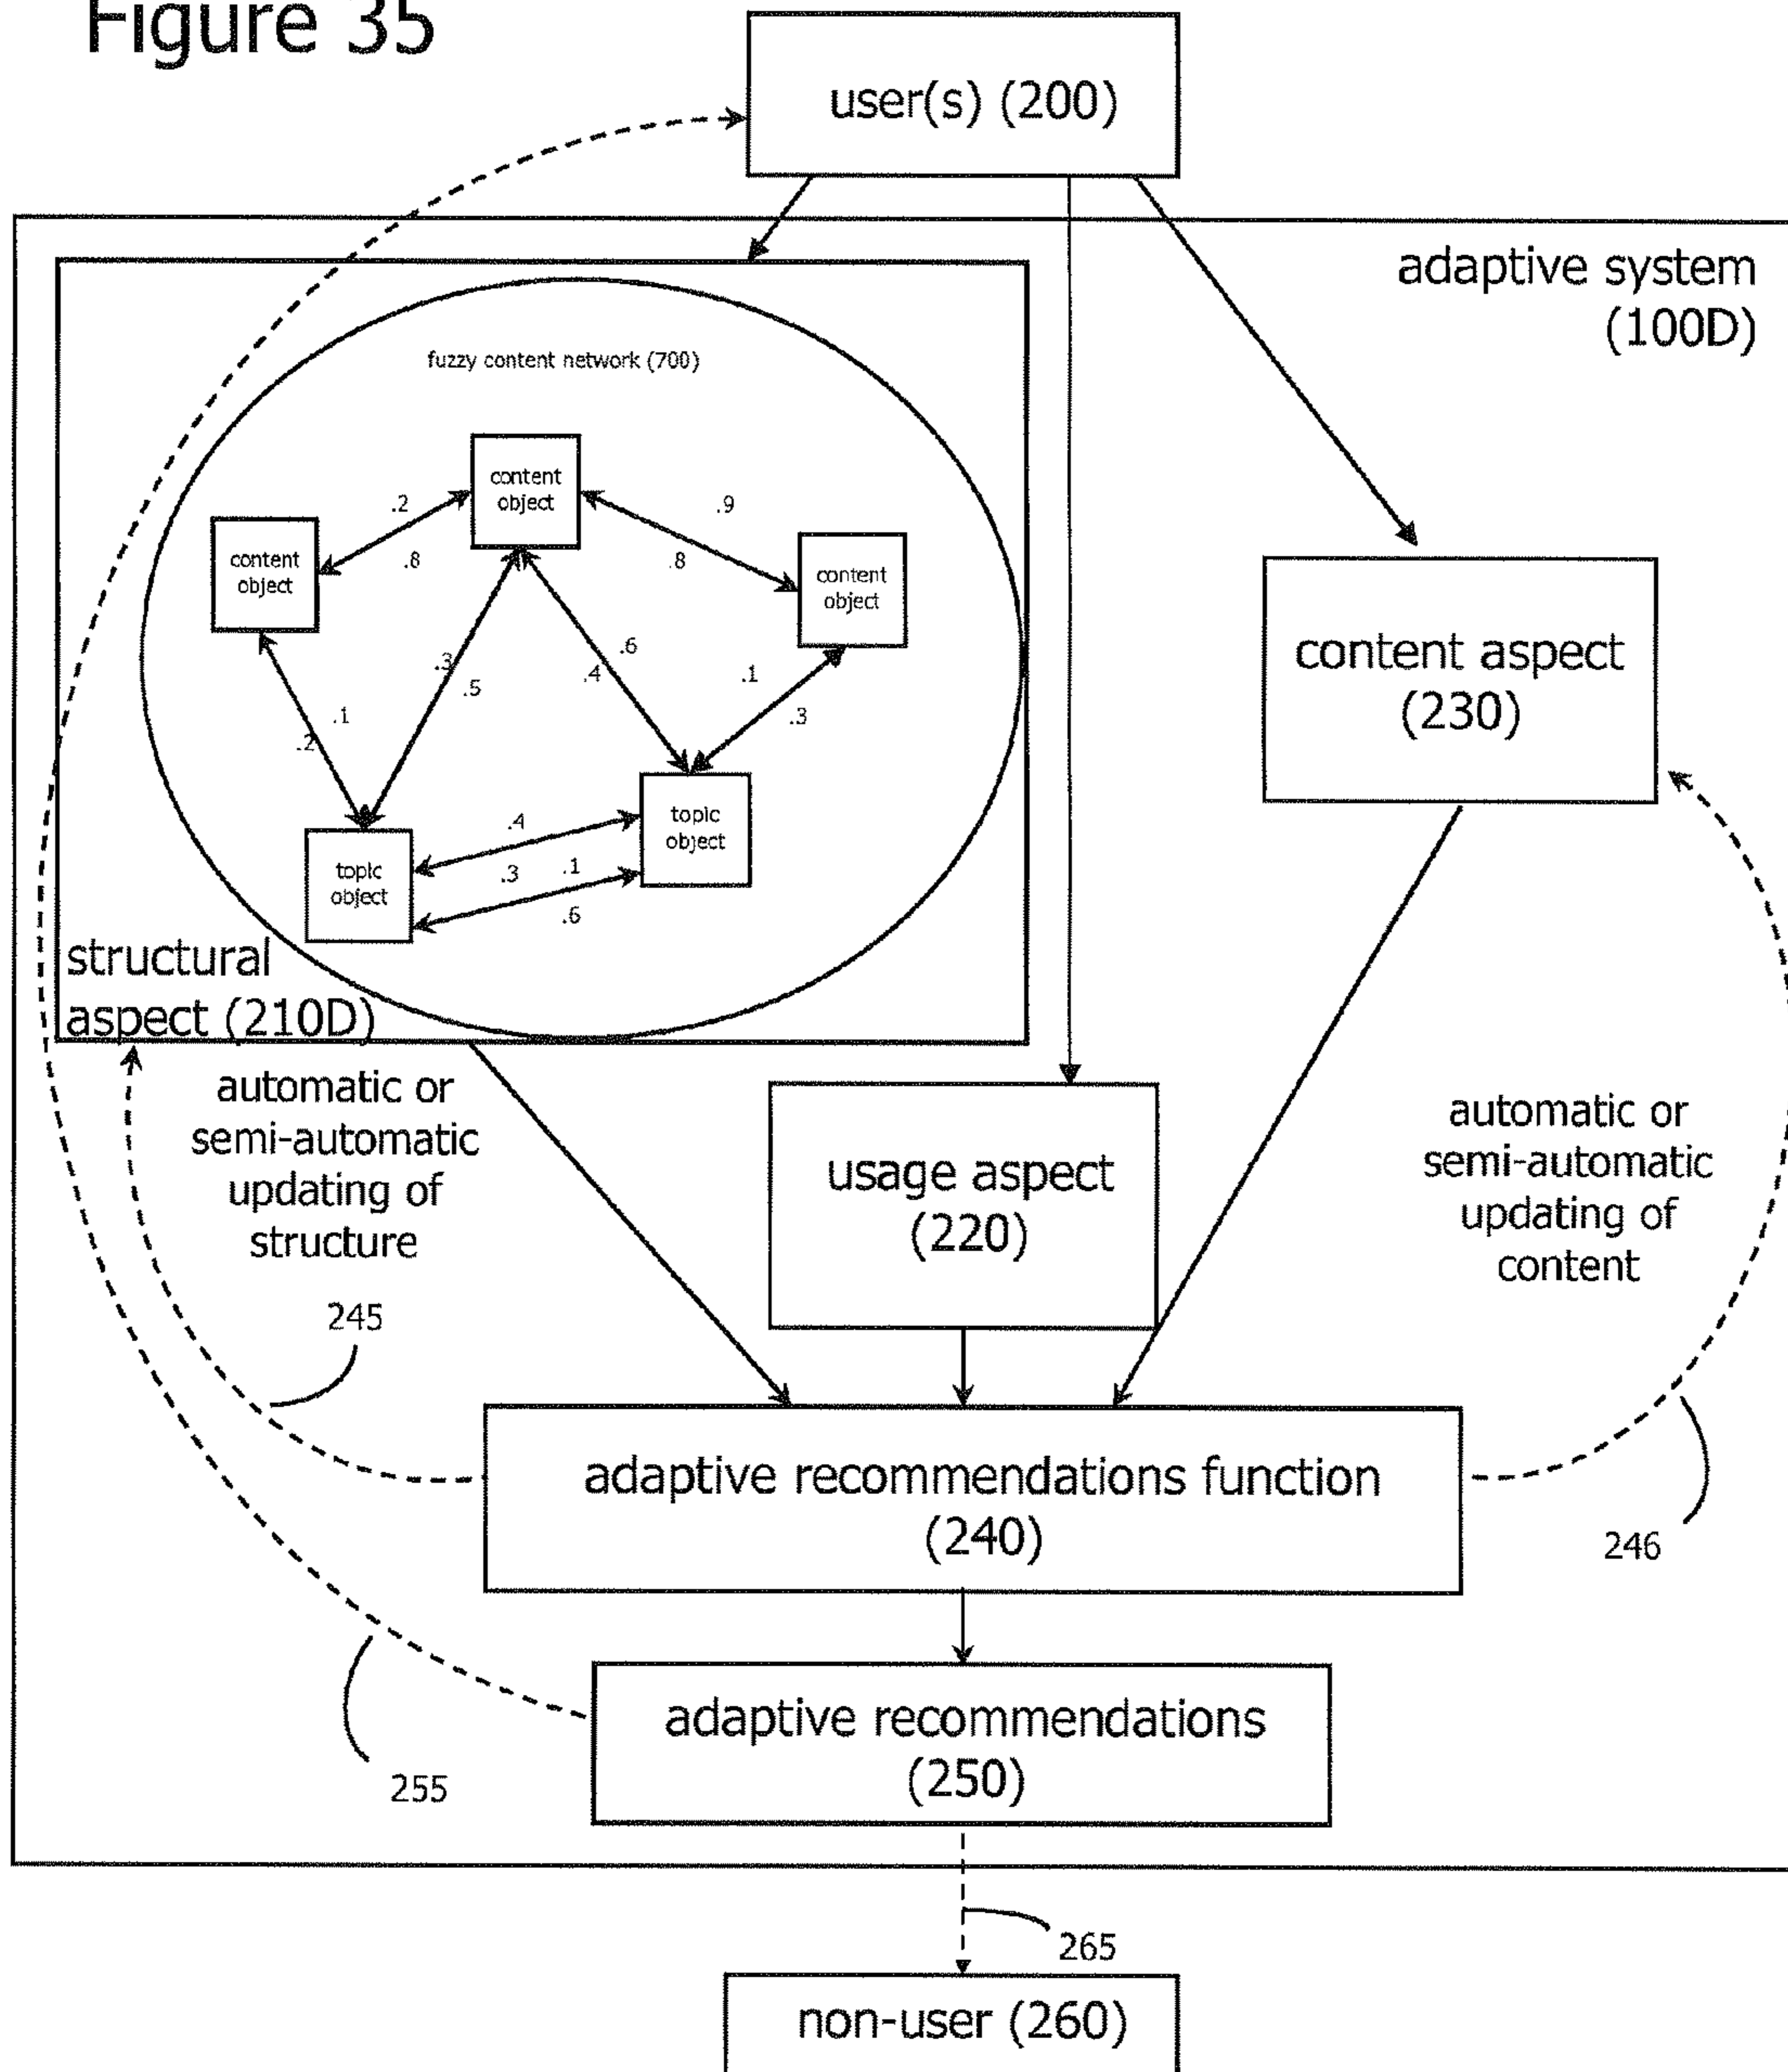 Figure 35
user(s) (200)
adaptive system
(100D)
fuzzy content network (700)
content
object
.2
.9
content
object
.8
.8
content
object
.6
.3
.4
.1
.5
.1
.3
.2
topic
object
.4
topic
object
.3
.1
.6
content aspect
(230)
structural
aspect (210D)
automatic or
semi-automatic
updating of
structure
245
usage aspect
(220)
automatic or
semi-automatic
updating of
content
246
adaptive recommendations function
(240)
adaptive recommendations
(250)
255
265
non-user (260)